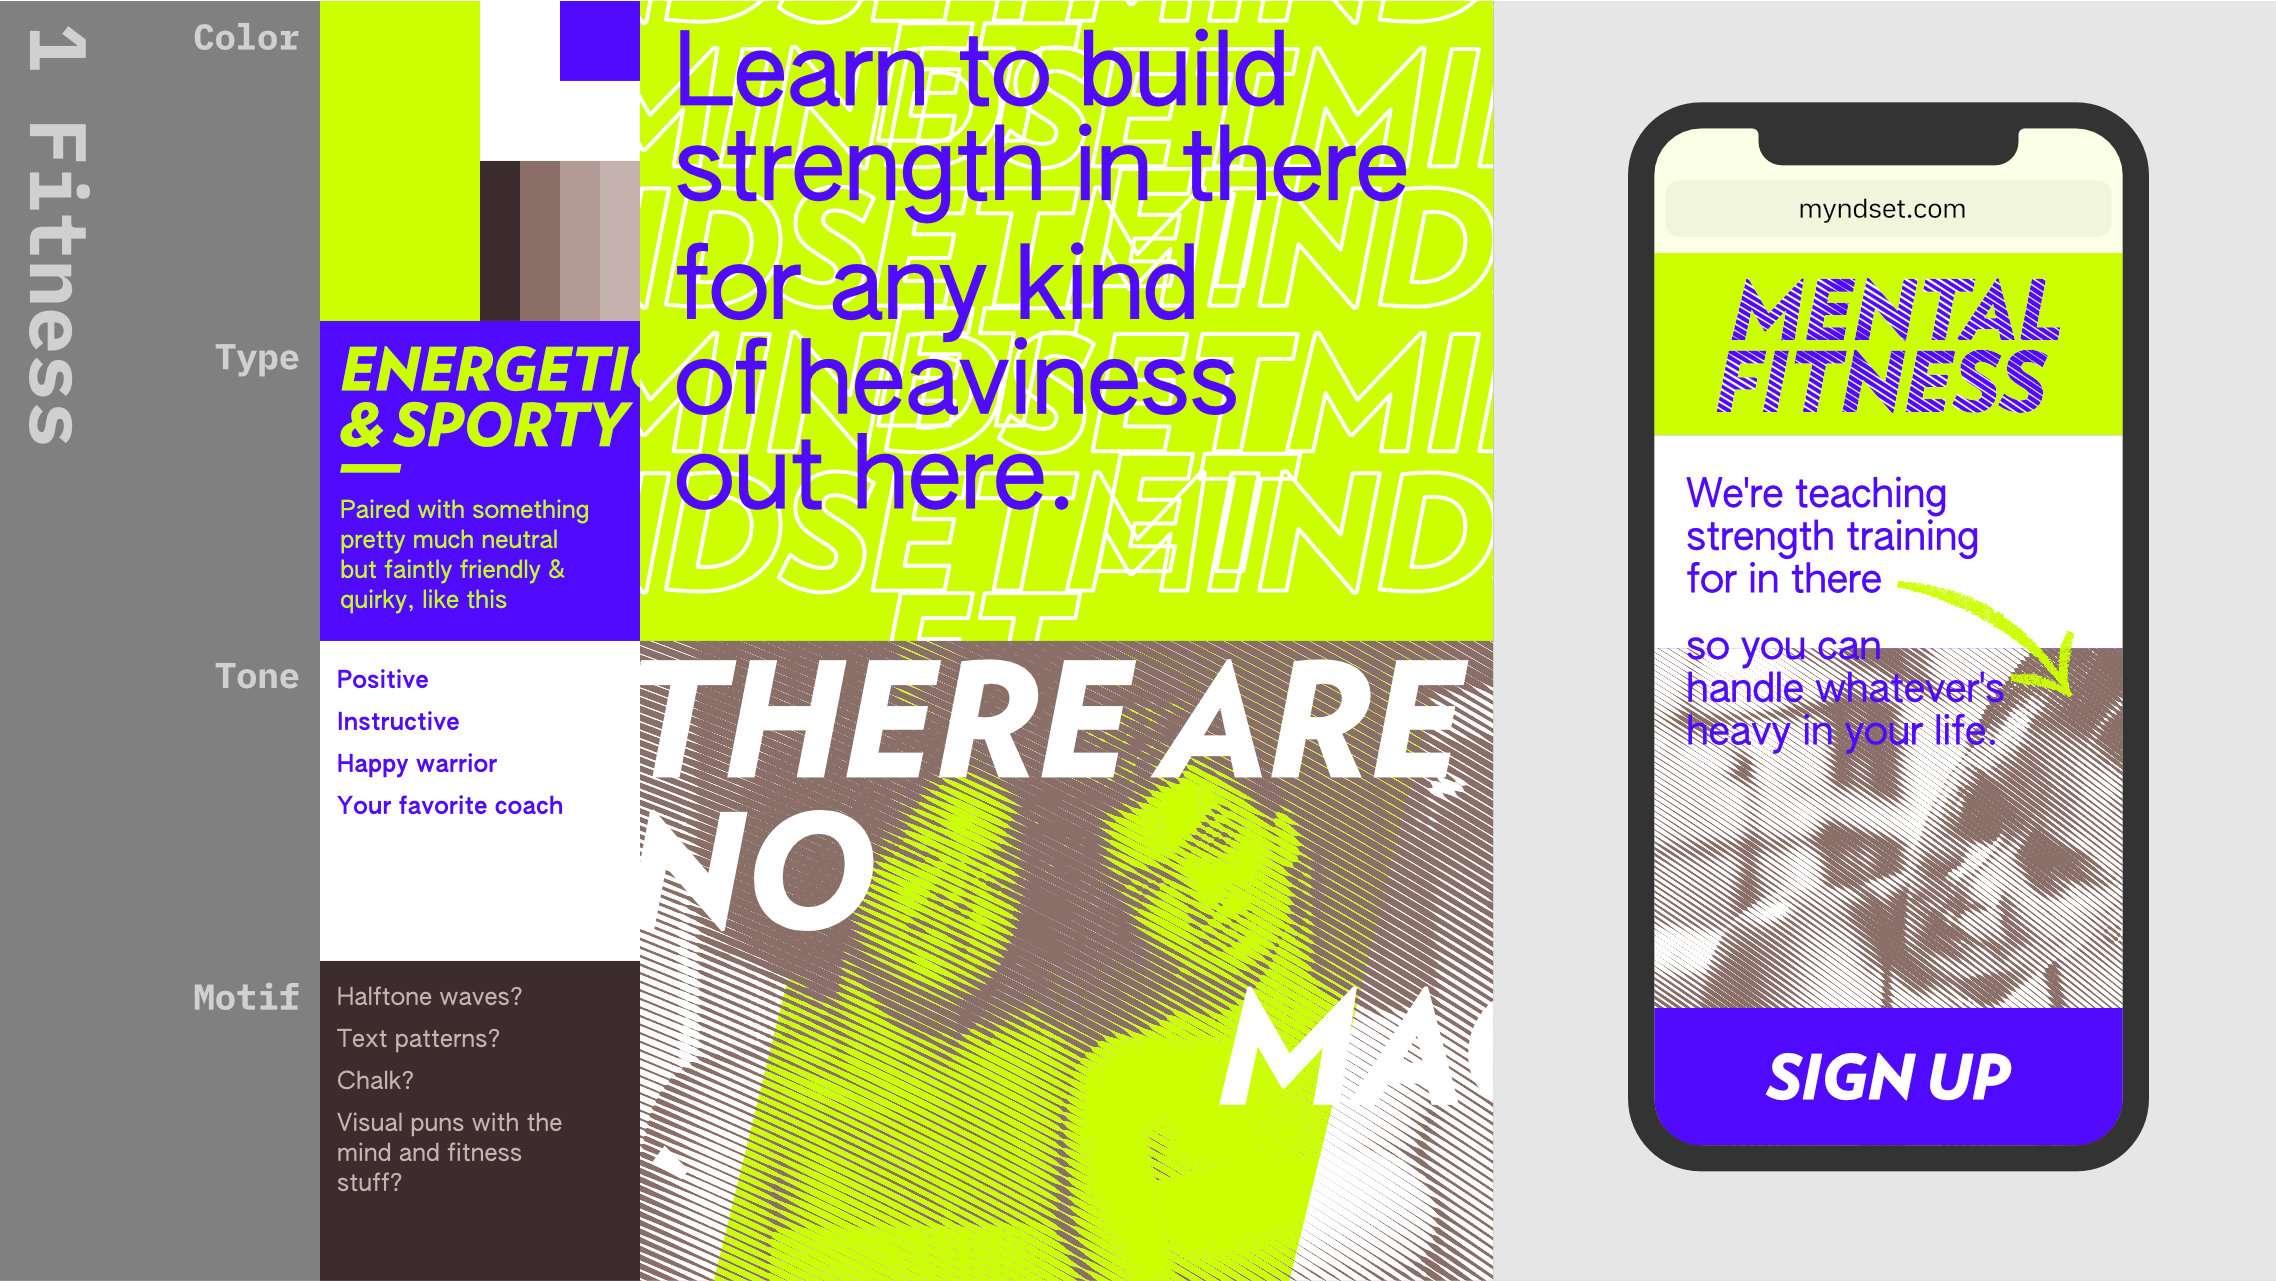 1 Fitness
Color
Type
ENERGETIC
& SPORTY
Paired with something
pretty much neutral
but faintly friendly &
quirky, like this
Tone
Positive
Instructive
Happy warrior
Your favorite coach
Motif
Halftone waves?
Text patterns?
Chalk?
Visual puns with the
mind and fitness
stuff?
Learn to build
strength in there
for any kind
of heaviness
out here.
MINDSETMIND
THERE ARE
NO
MAG
myndset.com
MENTAL
FITNESS
We're teaching
strength training
for in there
so you can
handle whatever's
heavy in your life.
SIGN UP